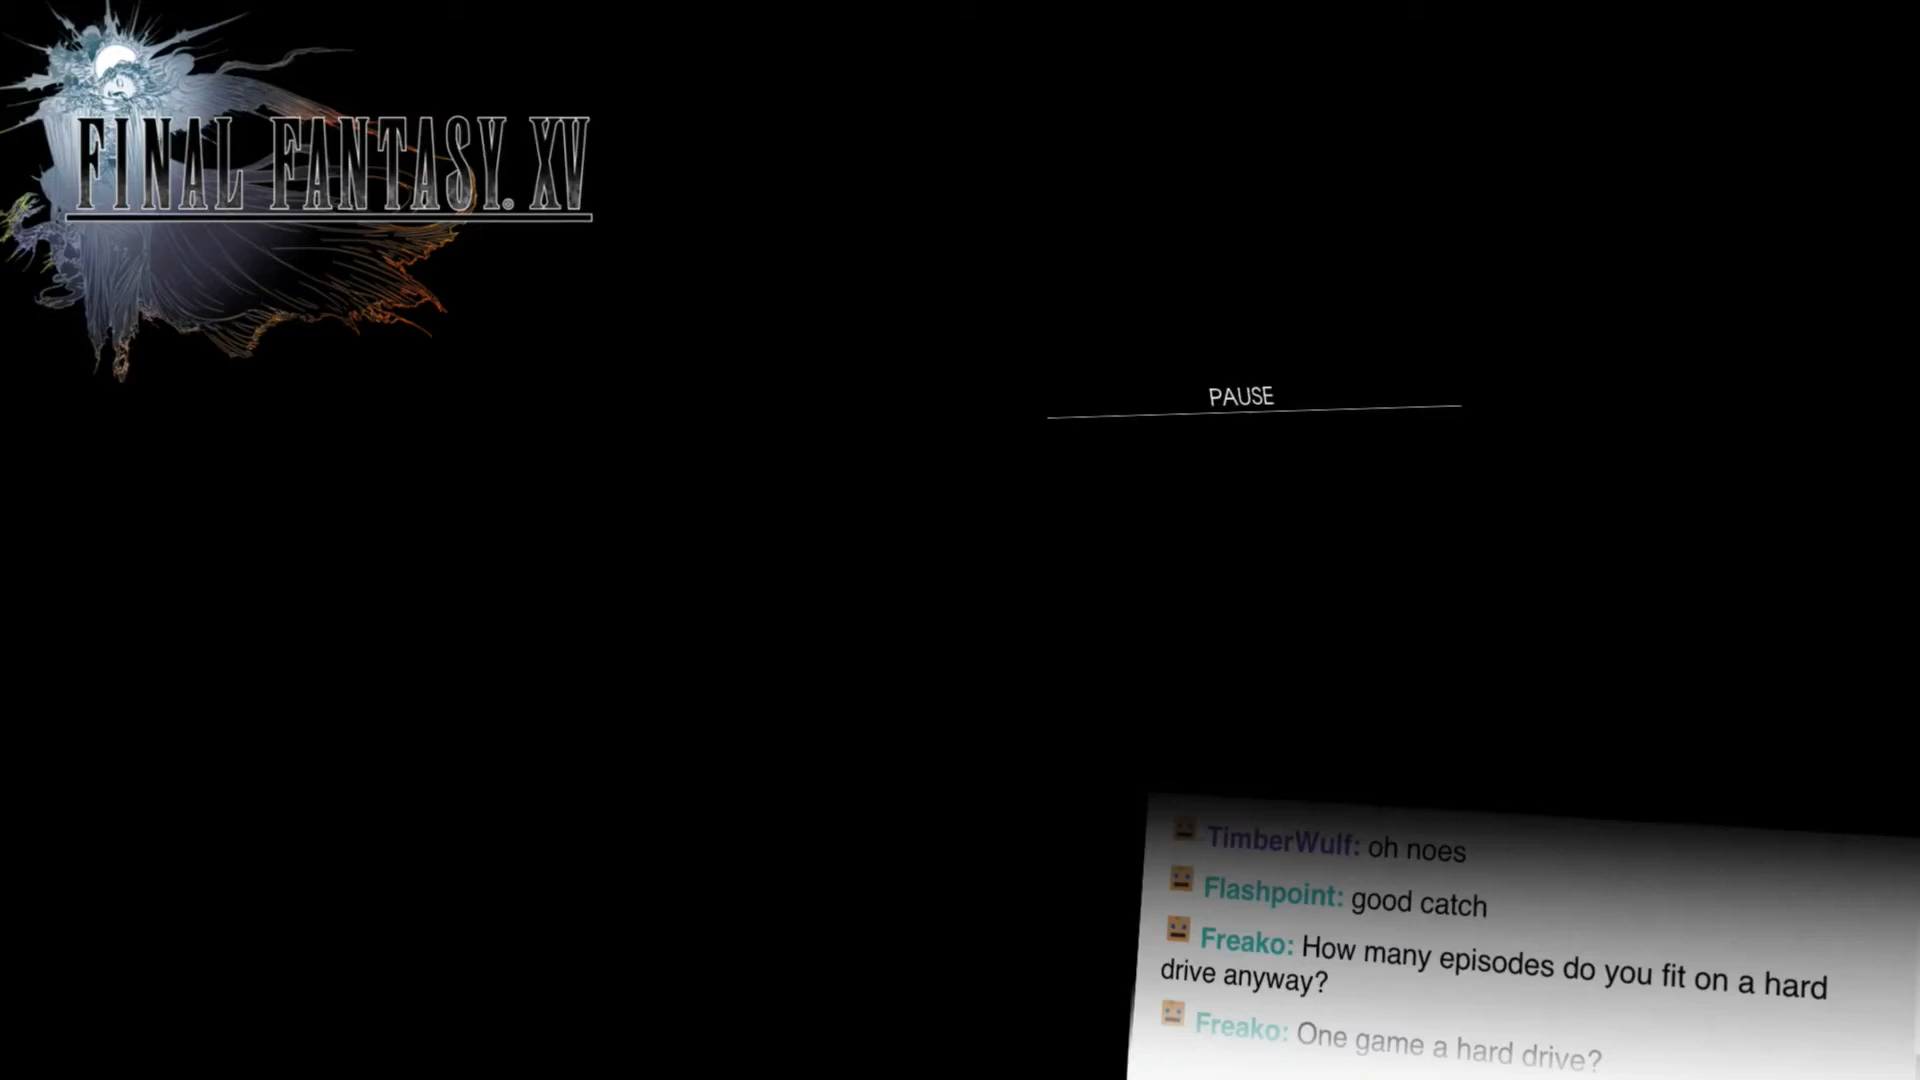 FINAL FANTASY® XV
PAUSE
TimberWulf: oh noes
Flashpoint: good catch
Freako: How many episodes do you fit on a hard
drive anyway?
Freako: One game a hard drive?